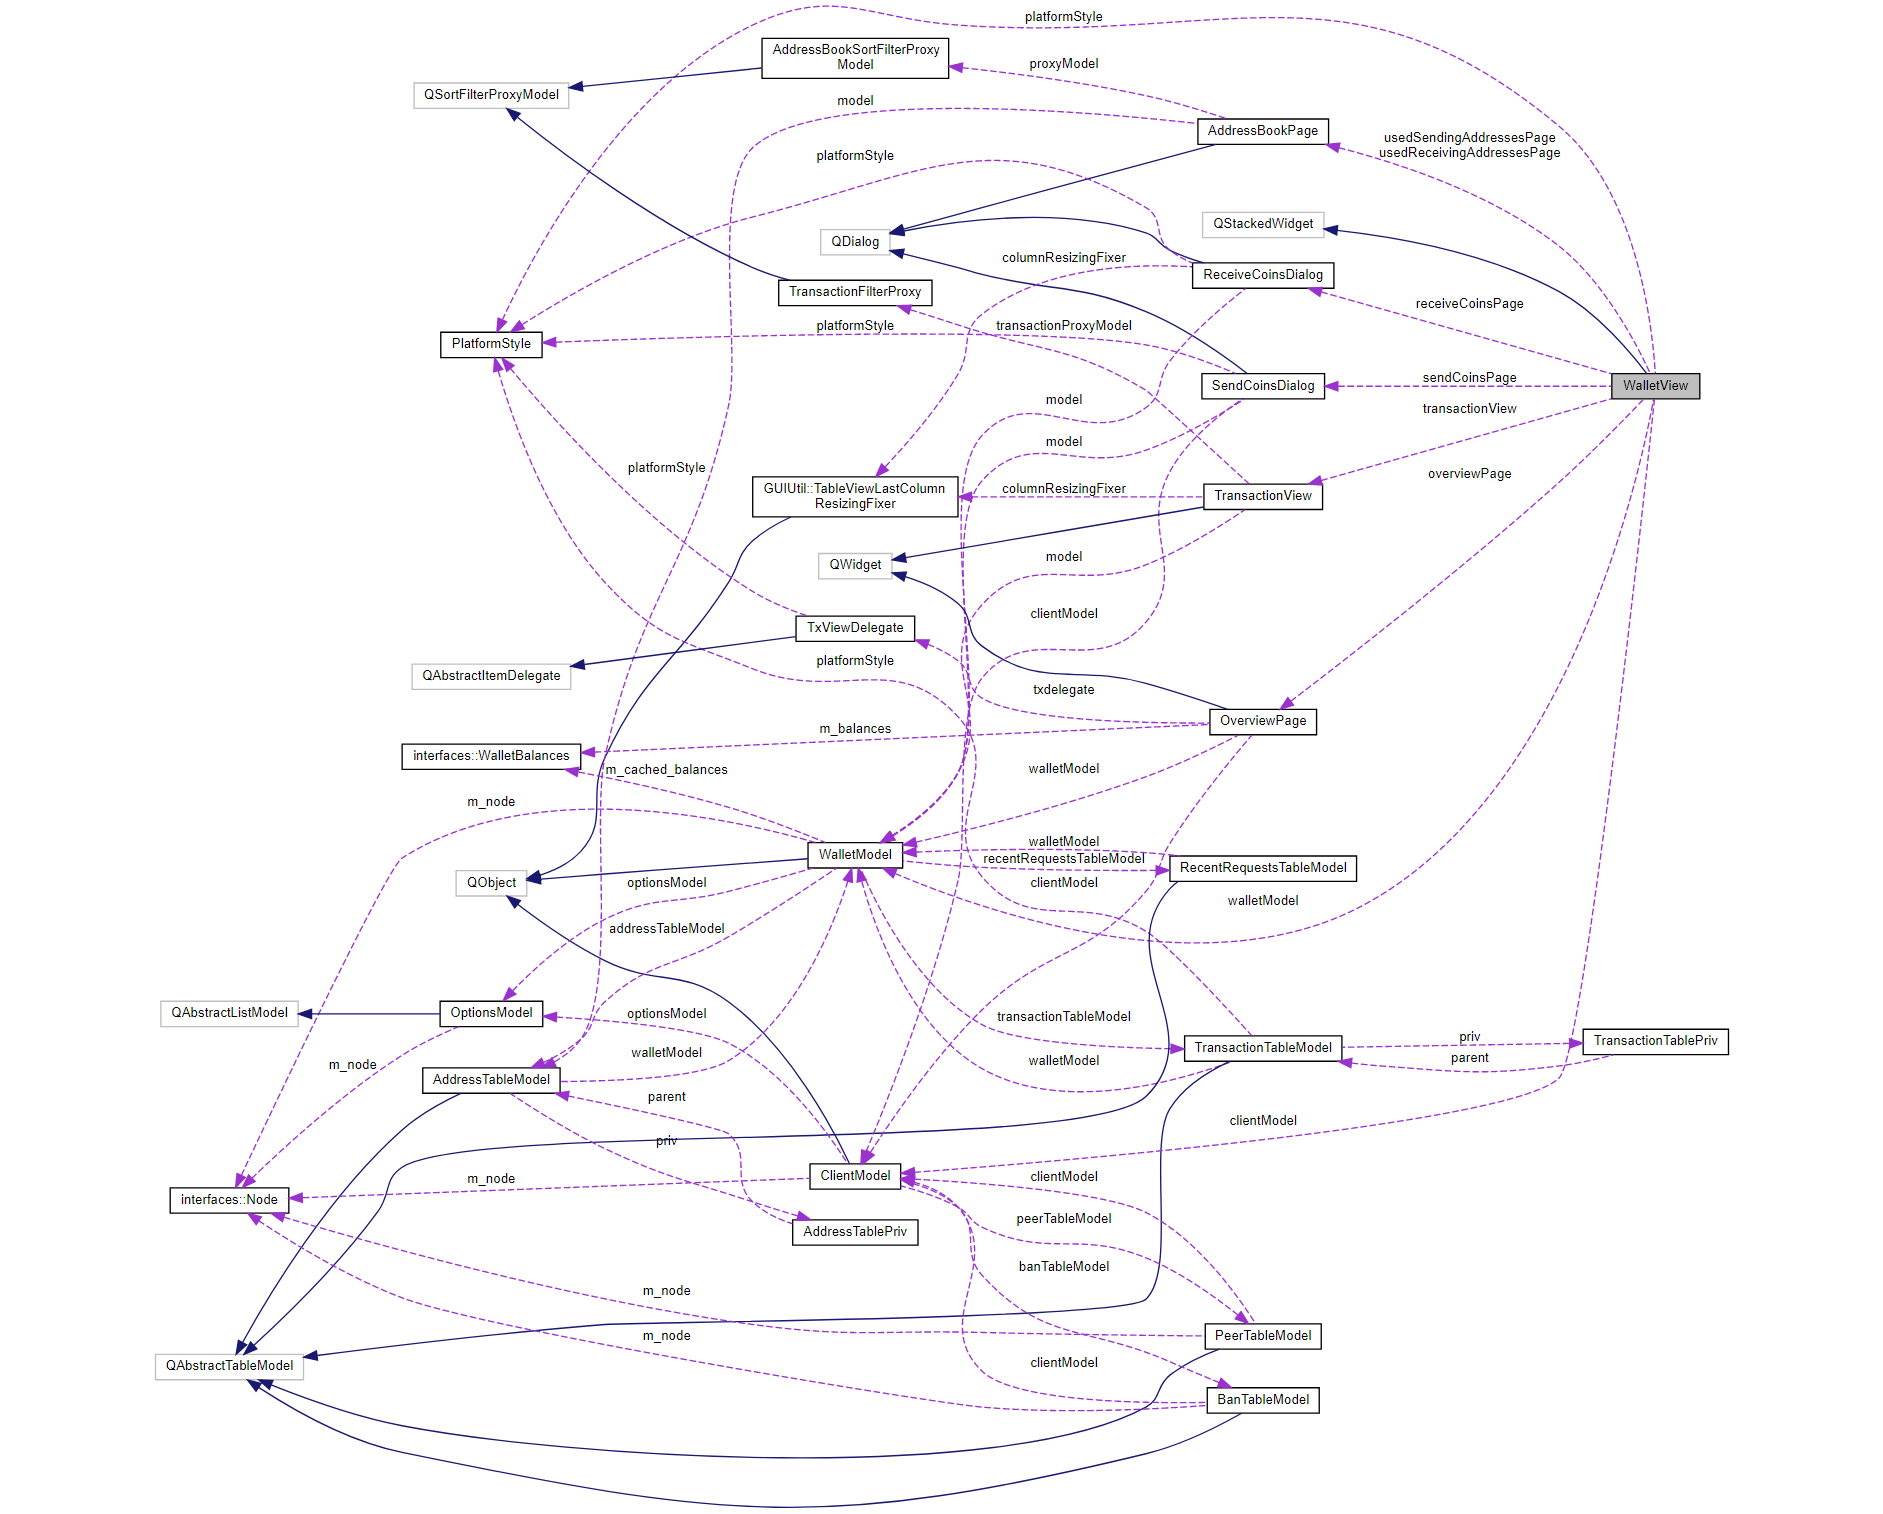 platformStyle
AddressBookSortFilterProxy
Model
proxyModel
QSortFilterProxyModel
model
AddressBookPage
usedSendingAddressesPage
usedReceivingAddressesPage
platformStyle
QStackedWidget
QDialog
columnResizingFixer
ReceiveCoinsDialog
TransactionFilterProxy
receiveCoinsPage
platformStyle
transactionProxyModel
PlatformStyle
sendCoinsPage
SendCoinsDialog
WalletView
model
transactionView
model
platformStyle
overviewPage
GUIUtil::TableViewLastColumn
ResizingFixer
columnResizingFixer
TransactionView
model
QWidget
clientModel
TxViewDelegate
platformStyle
QAbstractItemDelegate
txdelegate
OverviewPage
m_balances
interfaces::WalletBalances
m_cached_balances
walletModel
m_node
walletModel
WalletModel
recentRequestsTableModel
RecentRequestsTableModel
QObject
optionsModel
clientModel
walletModel
addressTableModel
QAbstractListModel
OptionsModel
optionsModel
transactionTableModel
priv
TransactionTablePriv
TransactionTableModel
walletModel
walletModel
parent
m_node
AddressTableModel
parent
clientModel
priv
ClientModel
m_node
clientModel
interfaces::Node
peerTableModel
AddressTablePriv
banTableModel
m_node
m_node
PeerTableModel
QAbstractTableModel
clientModel
BanTableModel